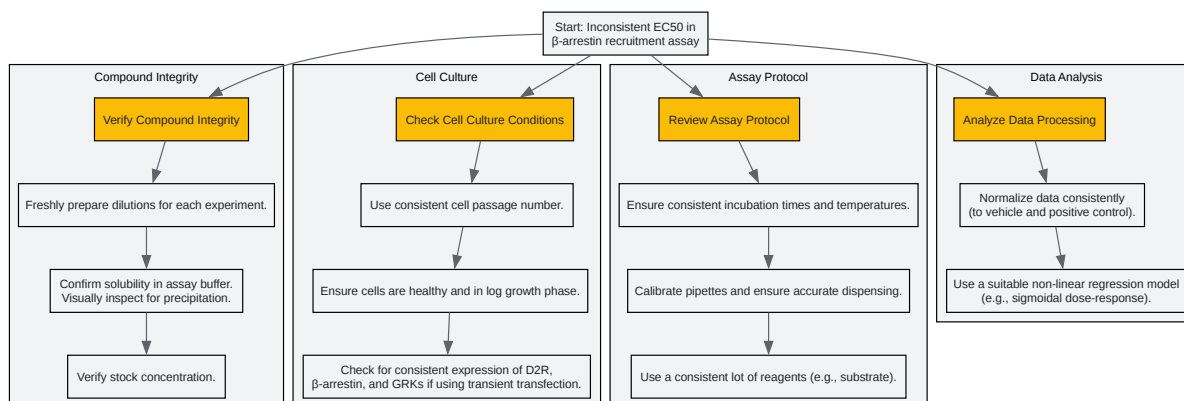 Start: Inconsistent EC50 in
β-arrestin recruitment assay
Compound Integrity
Verify Compound Integrity
Freshly prepare dilutions for each experiment.
Confirm solubility in assay buffer.
Visually inspect for precipitation.
Verify stock concentration.
Cell Culture
Check Cell Culture Conditions
Use consistent cell passage number.
Ensure cells are healthy and in log growth phase.
Check for consistent expression of D2R,
β-arrestin, and GRKs if using transient transfection.
Assay Protocol
Review Assay Protocol
Ensure consistent incubation times and temperatures.
Calibrate pipettes and ensure accurate dispensing.
Use a consistent lot of reagents (e.g., substrate).
Data Analysis
Analyze Data Processing
Normalize data consistently
(to vehicle and positive control).
Use a suitable non-linear regression model
(e.g., sigmoidal dose-response).